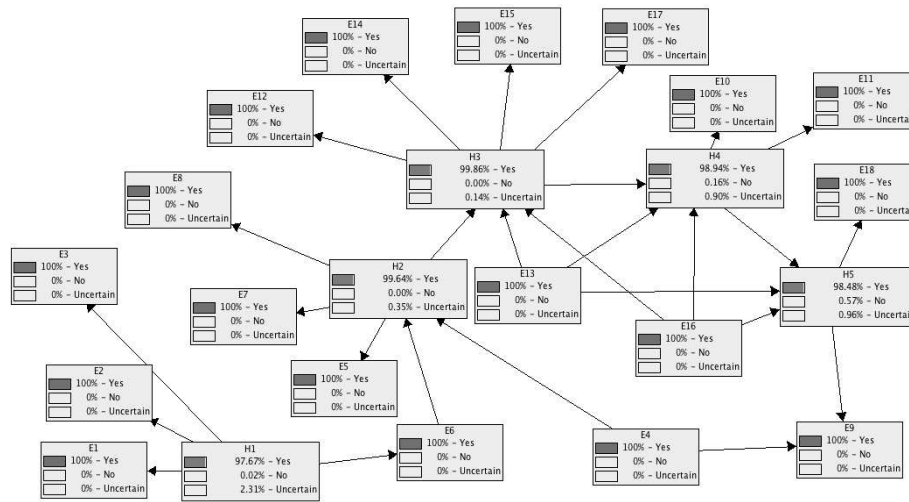 E14
100% - Yes
0% - No
0% - Uncertain
E15
100% - Yes
0% - No
0% - Uncertain
E17
100% - Yes
0% - No
0% - Uncertain
E10
100% - Yes
0% - No
0% - Uncertain
E11
100% - Yes
0% - No
0% - Uncertain
E12
100% - Yes
0% - No
0% - Uncertain
H3
99.86% - Yes
0.00% - No
0.14% - Uncertain
H4
98.94% - Yes
0.16% - No
0.90% - Uncertain
E18
100% - Yes
0% - No
0% - Uncertain
E8
100% - Yes
0% - No
0% - Uncertain
E3
100% - Yes
0% - No
0% - Uncertain
H2
99.64% - Yes
0.00% - No
0.35% - Uncertain
E13
100% - Yes
0% - No
0% - Uncertain
H5
98.48% - Yes
0.57% - No
0.96% - Uncertain
E7
100% - Yes
0% - No
0% - Uncertain
E16
100% - Yes
0% - No
0% - Uncertain
E5
100% - Yes
0% - No
0% - Uncertain
E2
100% - Yes
0% - No
0% - Uncertain
E1
100% - Yes
0% - No
0% - Uncertain
H1
97.67% - Yes
0.02% - No
2.31% - Uncertain
E6
100% - Yes
0% - No
0% - Uncertain
E4
100% - Yes
0% - No
0% - Uncertain
E9
100% - Yes
0% - No
0% - Uncertain